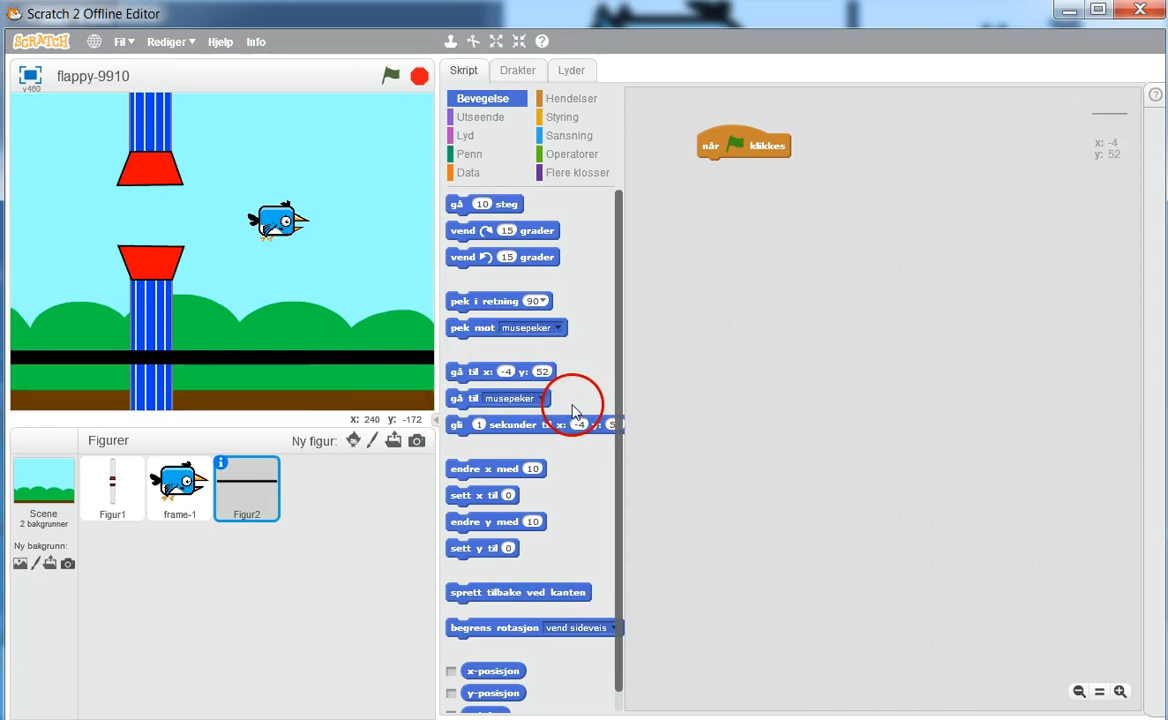 Scratch 2 Offline Editor
SCRATCH Fil Rediger Hjelp Info
v460
flappy-9910
x: 240 y: -172
Figurer Ny figur:
Scene
2 bakgrunner
Ny bakgrunn:
Figur1
frame-1
Figur2
Skript Drakter Lyder
Bevegelse Hendelser
Utseende Styring
Lyd Sansning
Penn Operatorer
Data Flere klosser
gå 10 steg
vend 15 grader
vend 15 grader
pek i retning 90
pek mot musepeker
gå til x: -4 y: 52
gå til musepeker
gli 1 sekunder til x: -4 y: 5
endre x med 10
sett x til 0
endre y med 10
sett y til 0
sprett tilbake ved kanten
begrens rotasjon vend sideveis
x-posisjon
y-posisjon
når klikkes
x: -4
y: 52